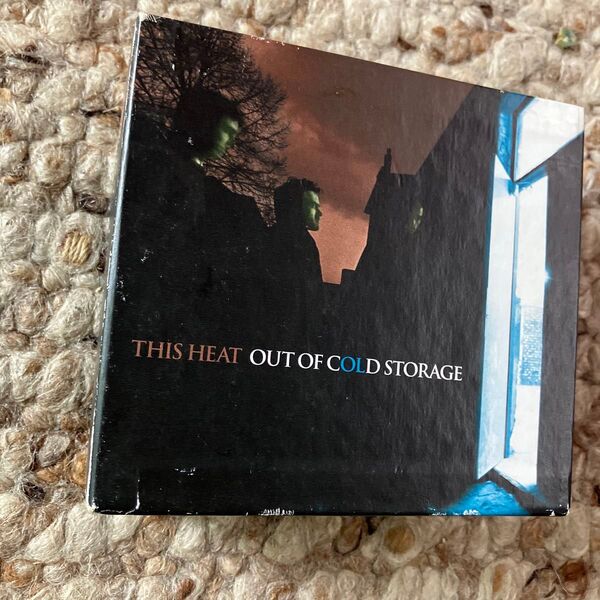 THIS HEAT OUT OF COLD STORAGE